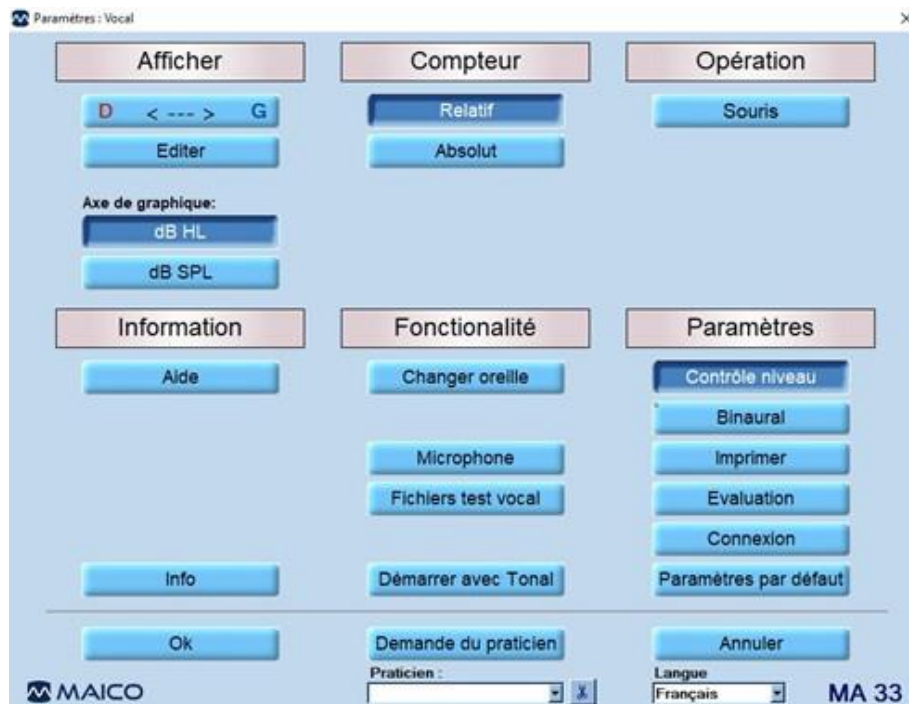 Paramètres : Vocal
Afficher
Compteur
Opération
D < --- > G
Relatif
Souris
Editer
Absolut
Axe de graphique:
dB HL
dB SPL
Information
Fonctionalité
Paramètres
Aide
Changer oreille
Contrôle niveau
Binaural
Microphone
Imprimer
Fichiers test vocal
Evaluation
Connexion
Info
Démarrer avec Tonal
Paramètres par défaut
Ok
Demande du praticien
Annuler
Praticien :
Langue
Français
MAICO
MA 33